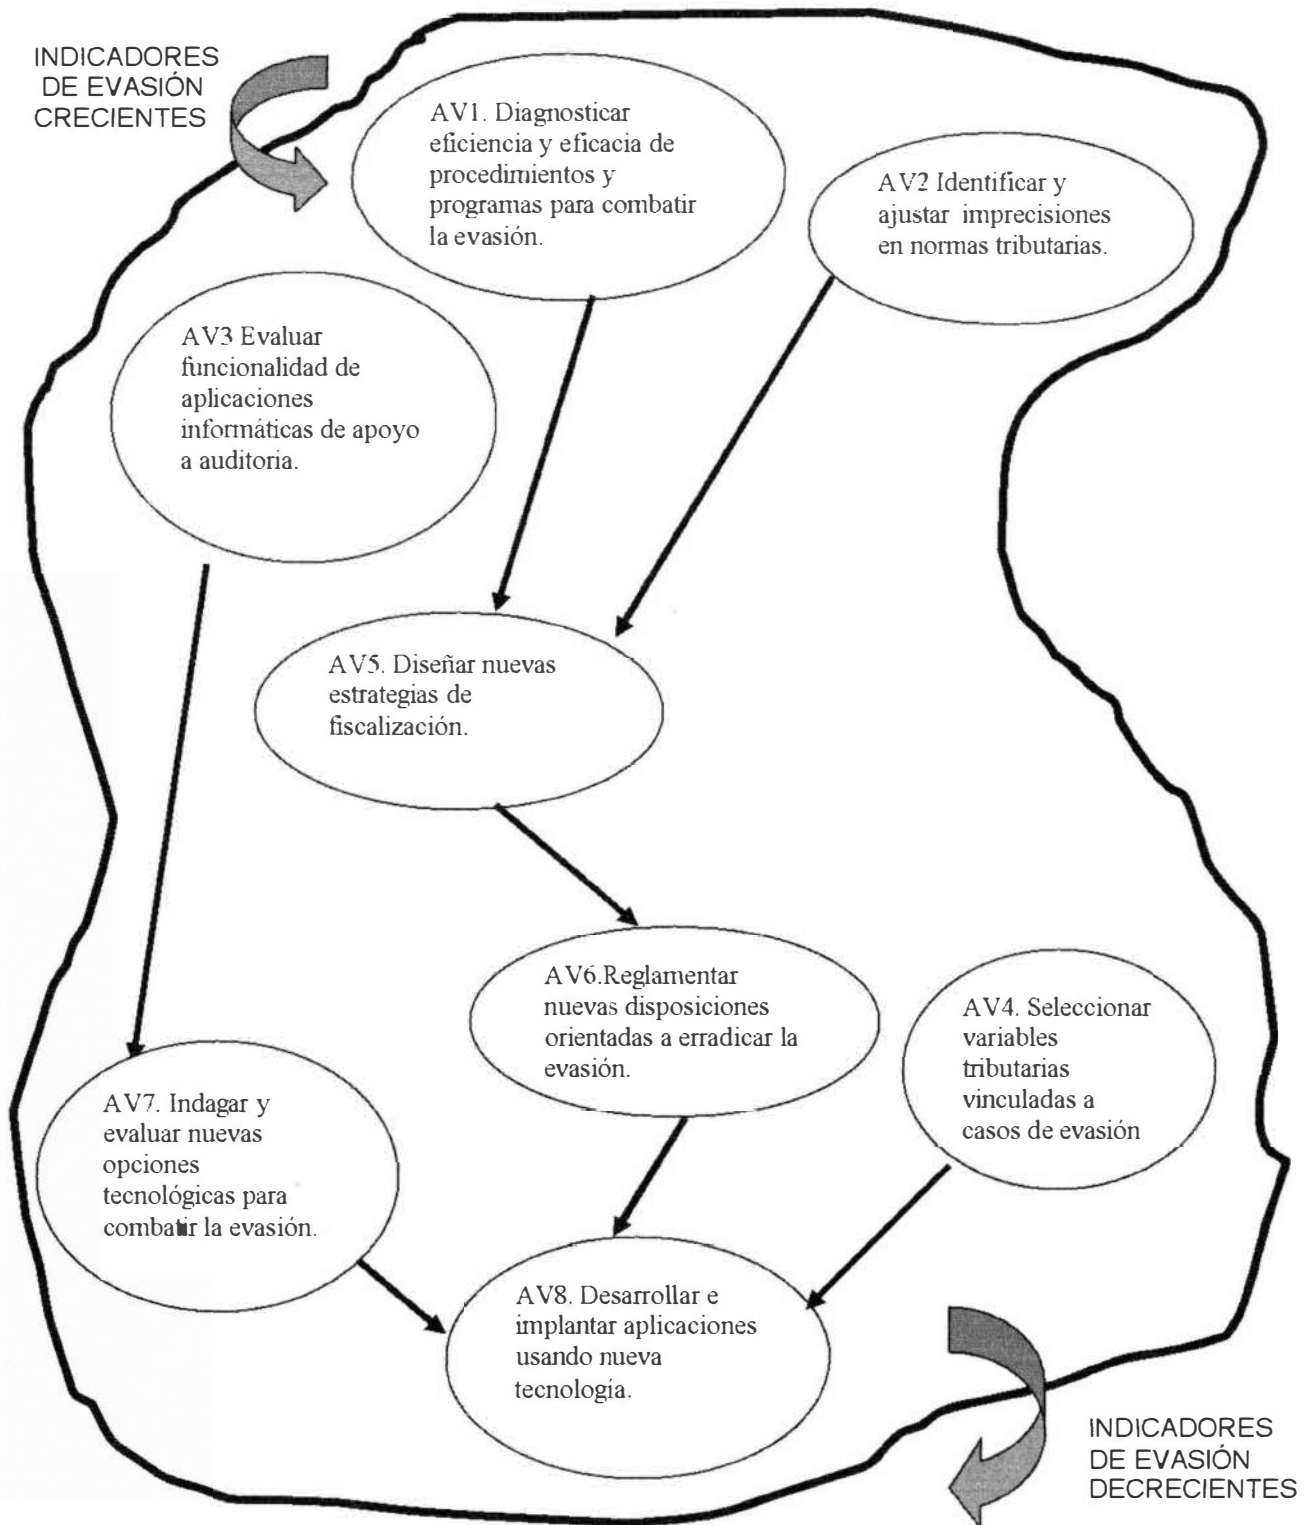 INDICADORES
DE EVASIÓN
CRECIENTES
AV1. Diagnosticar
eficiencia y eficacia de
procedimientos y
programas para combatir
la evasión.
AV2 Identificar y
ajustar imprecisiones
en normas tributarias.
AV3 Evaluar
funcionalidad de
aplicaciones
informáticas de apoyo
a auditoria.
AV5. Diseñar nuevas
estrategias de
fiscalización.
AV6.Reglamentar
nuevas disposiciones
orientadas a erradicar la
evasión.
AV4. Seleccionar
variables
tributarias
vinculadas a
casos de evasión
AV7. Indagar y
evaluar nuevas
opciones
tecnológicas para
combatir la evasión.
AV8. Desarrollar e
implantar aplicaciones
usando nueva
tecnología.
INDICADORES
DE EVASIÓN
DECRECIENTES